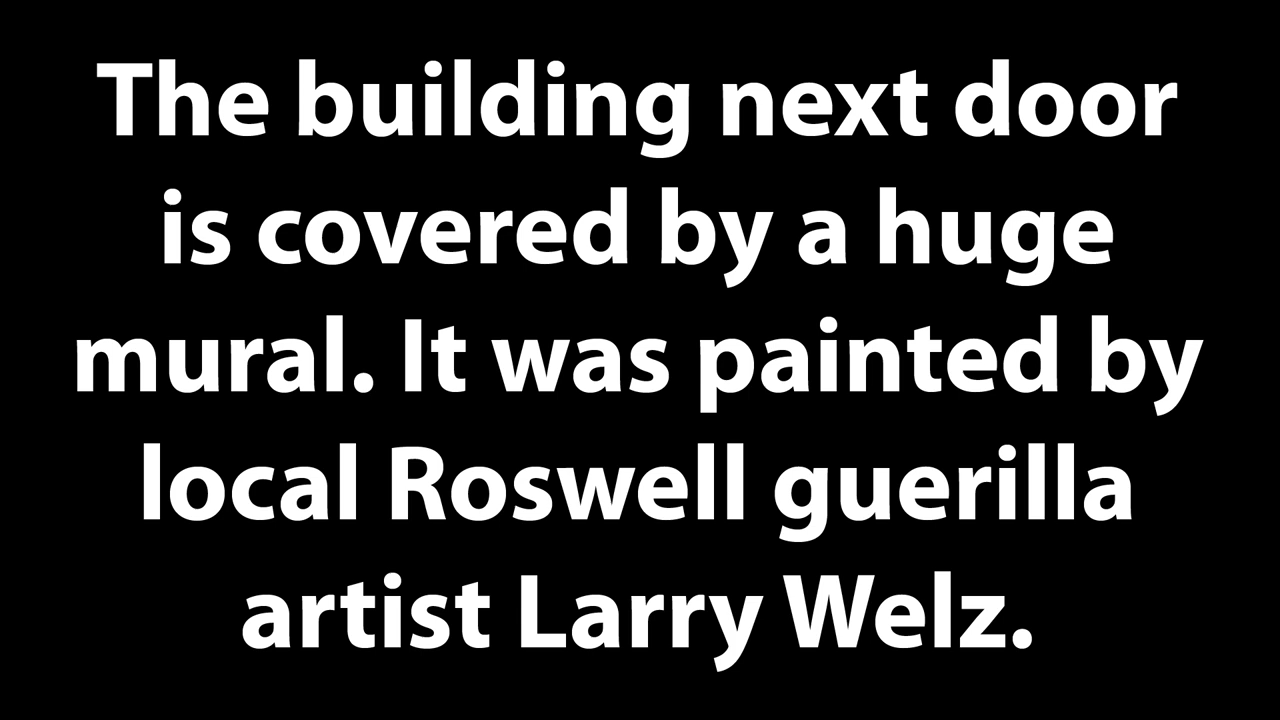 The building next door
is covered by a huge
mural. It was painted by
local Roswell guerilla
artist Larry Welz.